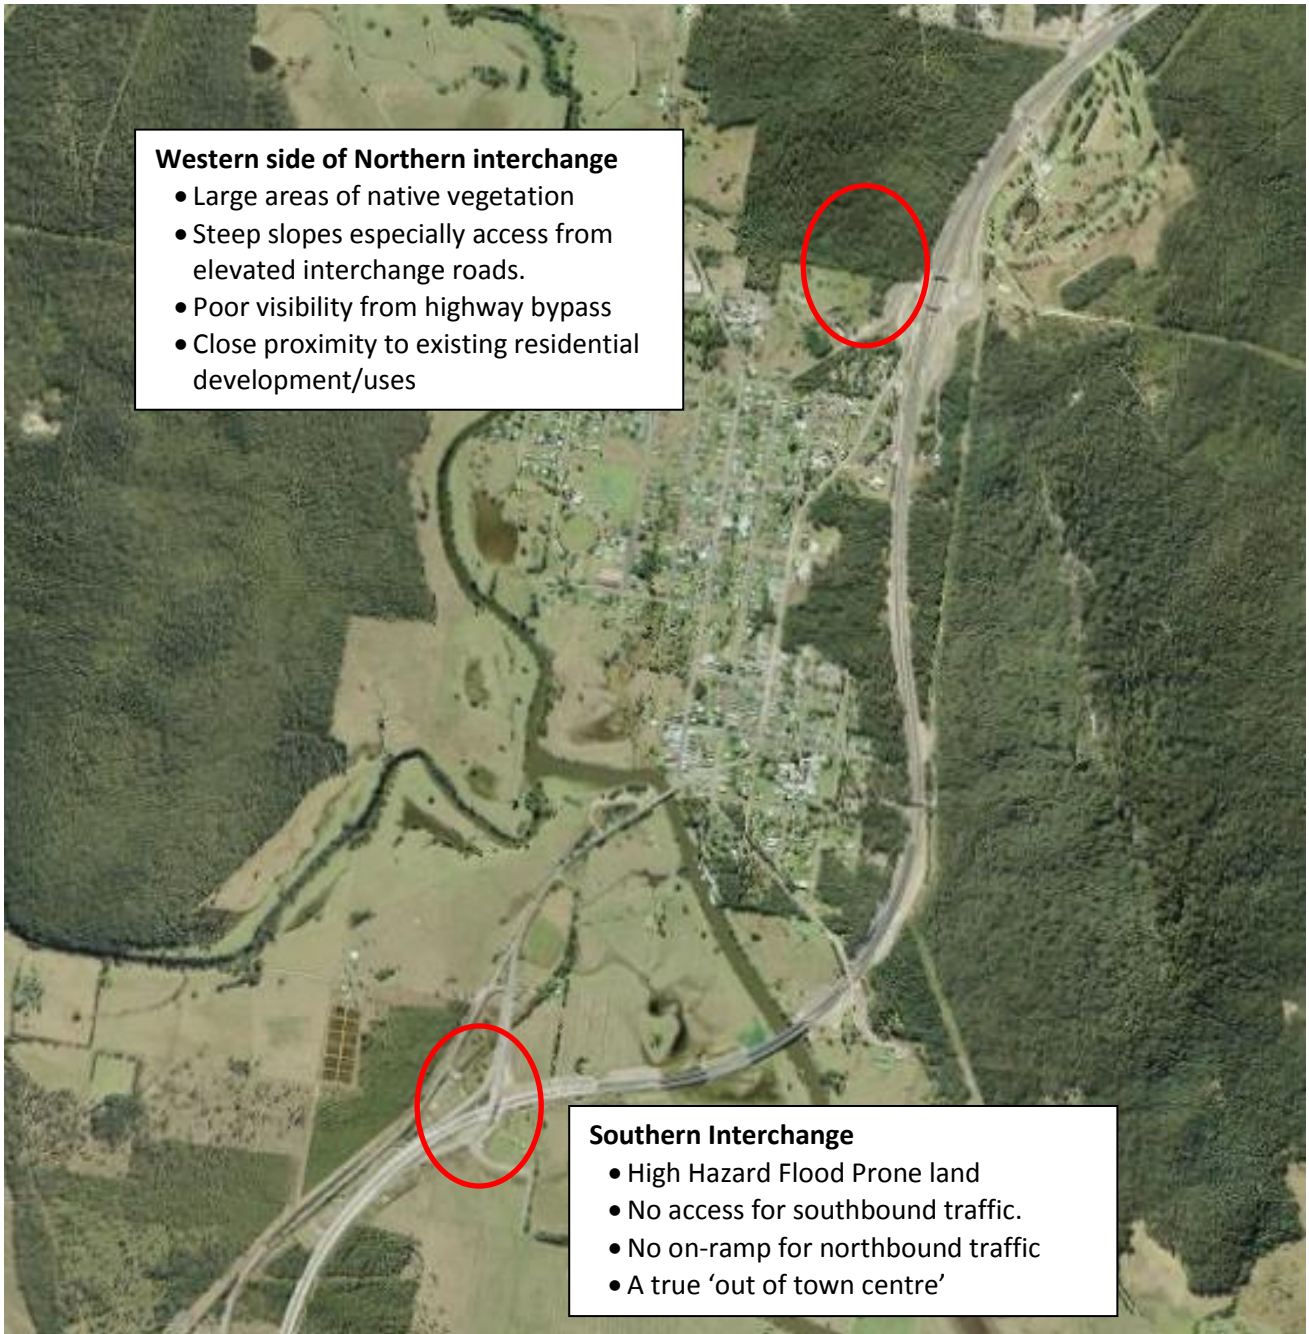 Western side of Northern interchange
• Large areas of native vegetation
• Steep slopes especially access from
elevated interchange roads.
• Poor visibility from highway bypass
• Close proximity to existing residential
development/uses
Southern Interchange
• High Hazard Flood Prone land
• No access for southbound traffic.
• No on-ramp for northbound traffic
• A true ‘out of town centre’